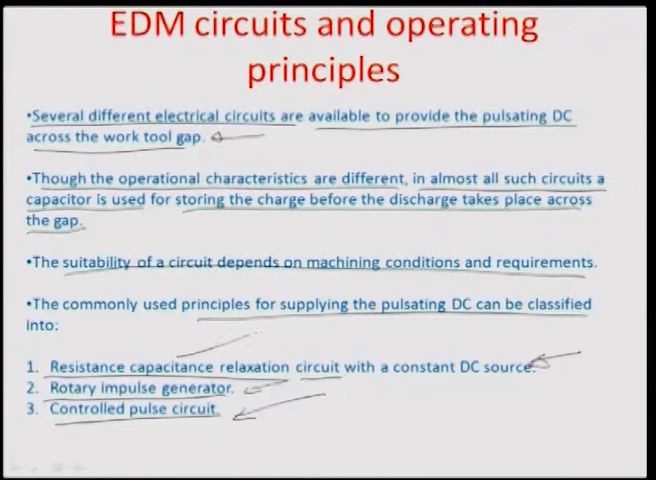 EDM circuits and operating
principles
•Several different electrical circuits are available to provide the pulsating DC
across the work tool gap.
•Though the operational characteristics are different, in almost all such circuits a
capacitor is used for storing the charge before the discharge takes place across
the gap.
•The suitability of a circuit depends on machining conditions and requirements.
•The commonly used principles for supplying the pulsating DC can be classified
into:
1. Resistance capacitance relaxation circuit with a constant DC source.
2. Rotary impulse generator.
3. Controlled pulse circuit.